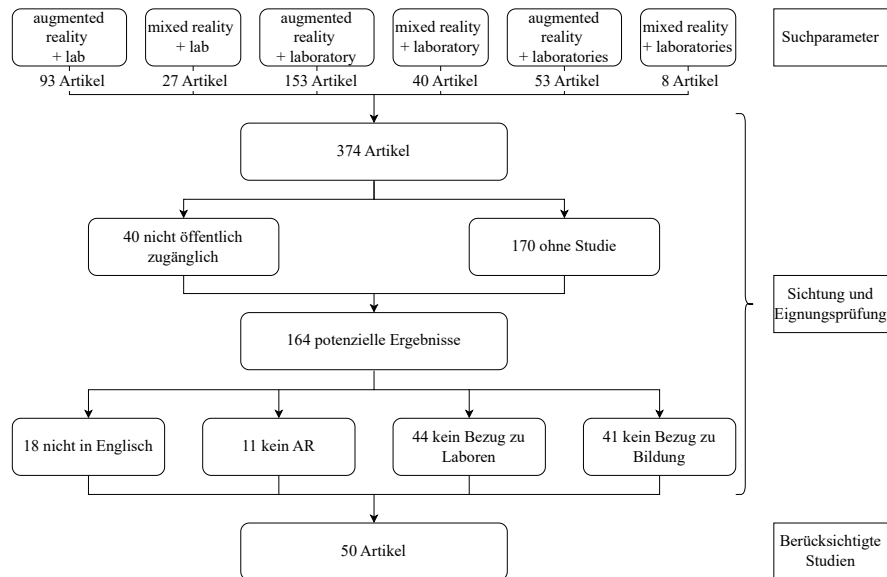 augmented
reality
+ lab
mixed reality
+ lab
augmented
reality
+ laboratory
mixed reality
+ laboratory
augmented
reality
+ laboratories
mixed reality
+ laboratories
Suchparameter
93 Artikel
27 Artikel
153 Artikel
40 Artikel
53 Artikel
8 Artikel
374 Artikel
40 nicht öffentlich
zugänglich
170 ohne Studie
Sichtung und
Eignungsprüfung
164 potenzielle Ergebnisse
18 nicht in Englisch
11 kein AR
44 kein Bezug zu
Laboren
41 kein Bezug zu
Bildung
50 Artikel
Berücksichtigte
Studien